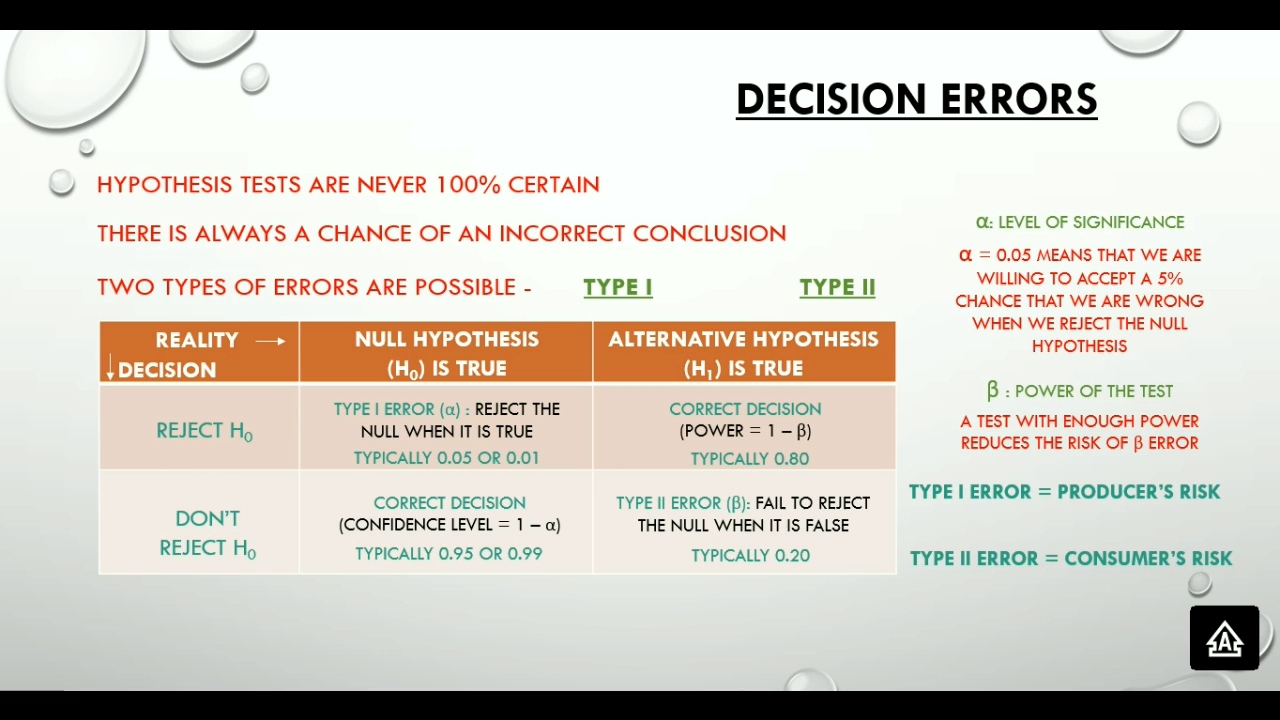 DECISION ERRORS
HYPOTHESIS TESTS ARE NEVER 100% CERTAIN
THERE IS ALWAYS A CHANCE OF AN INCORRECT CONCLUSION
TWO TYPES OF ERRORS ARE POSSIBLE - TYPE I TYPE II
REALITY →
↓DECISION
NULL HYPOTHESIS
(H₀) IS TRUE
ALTERNATIVE HYPOTHESIS
(H₁) IS TRUE
REJECT H₀
TYPE I ERROR (α) : REJECT THE
NULL WHEN IT IS TRUE
TYPICALLY 0.05 OR 0.01
CORRECT DECISION
(POWER = 1 – β)
TYPICALLY 0.80
DON'T
REJECT H₀
CORRECT DECISION
(CONFIDENCE LEVEL = 1 – α)
TYPICALLY 0.95 OR 0.99
TYPE II ERROR (β): FAIL TO REJECT
THE NULL WHEN IT IS FALSE
TYPICALLY 0.20
α: LEVEL OF SIGNIFICANCE
α = 0.05 MEANS THAT WE ARE
WILLING TO ACCEPT A 5%
CHANCE THAT WE ARE WRONG
WHEN WE REJECT THE NULL
HYPOTHESIS
β : POWER OF THE TEST
A TEST WITH ENOUGH POWER
REDUCES THE RISK OF β ERROR
TYPE I ERROR = PRODUCER'S RISK
TYPE II ERROR = CONSUMER'S RISK
A